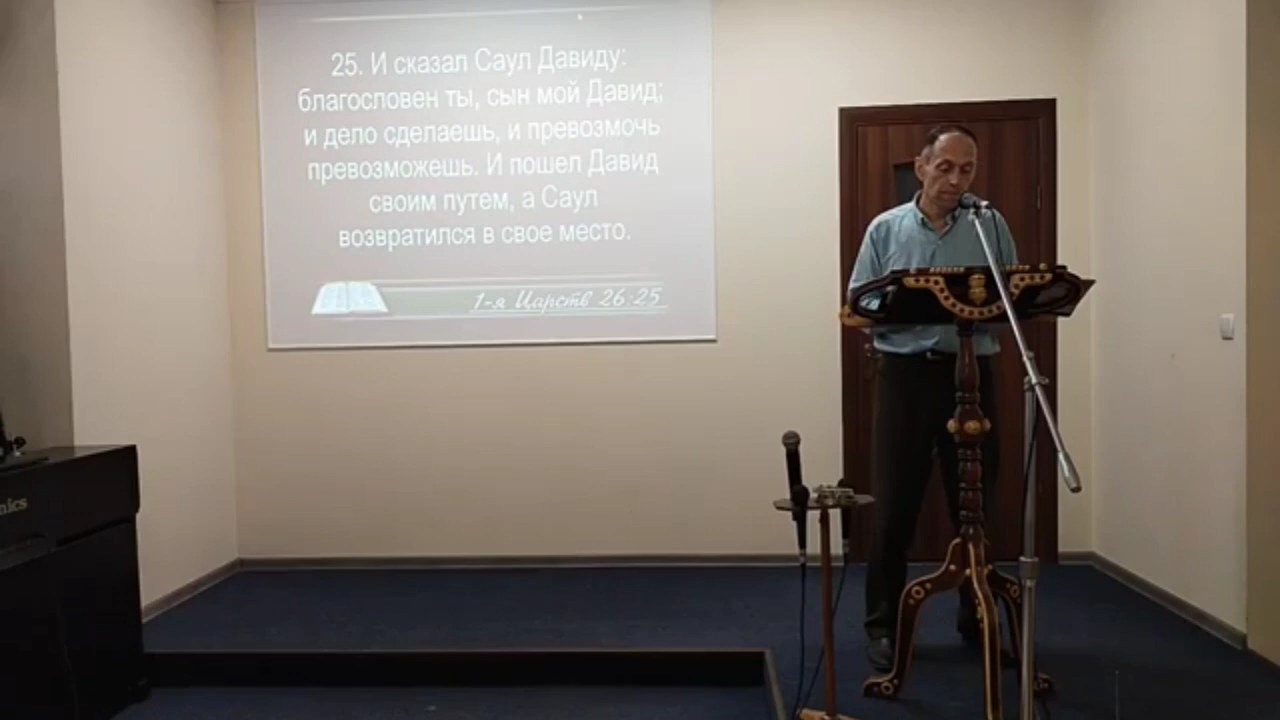 25. И сказал Саул Давиду:
благословен ты, сын мой Давид;
и дело сделаешь, и превозмочь
превозможешь. И пошел Давид
своим путем, а Саул
возвратился в свое место.
1-я Царств 26:25
nics